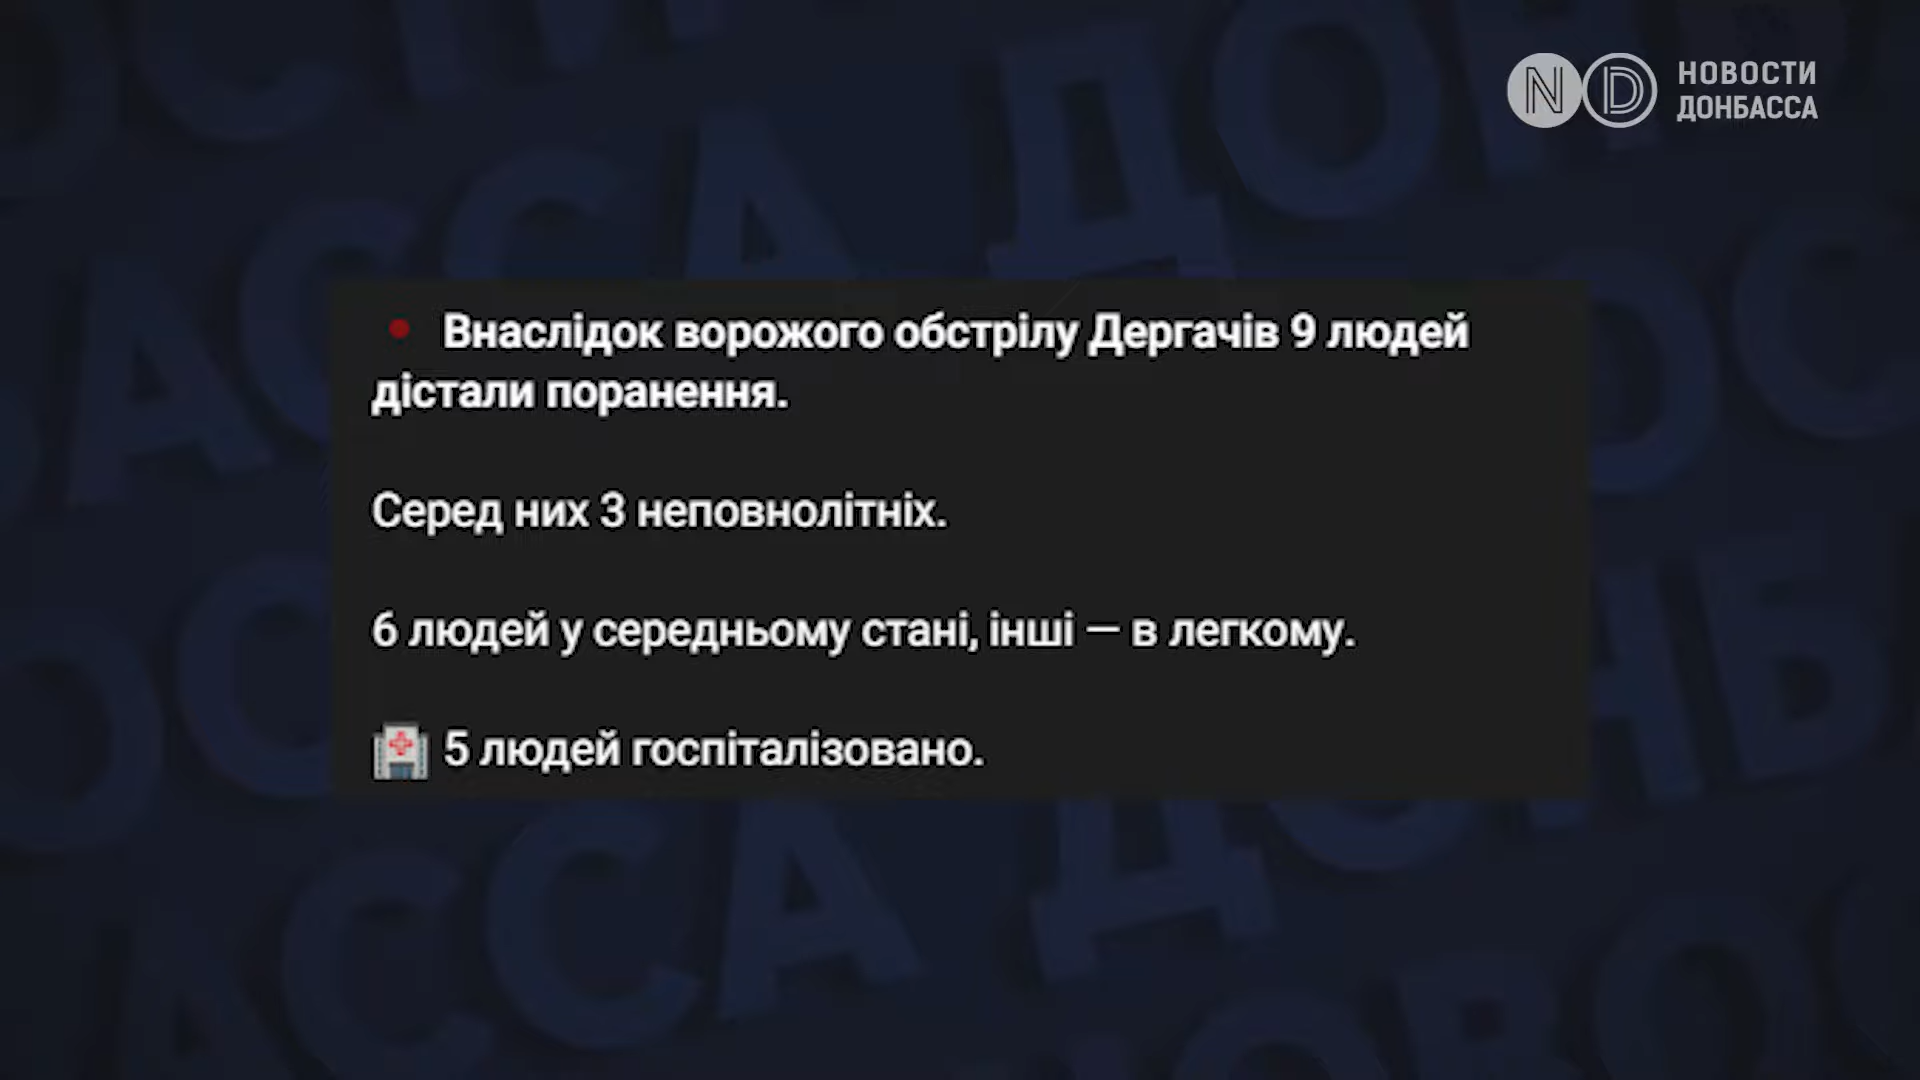 ND НОВОСТИ
ДОНБАССА
Внаслідок ворожого обстрілу Дергачів 9 людей
дістали поранення.
Серед них 3 неповнолітніх.
6 людей у середньому стані, інші — в легкому.
5 людей госпіталізовано.